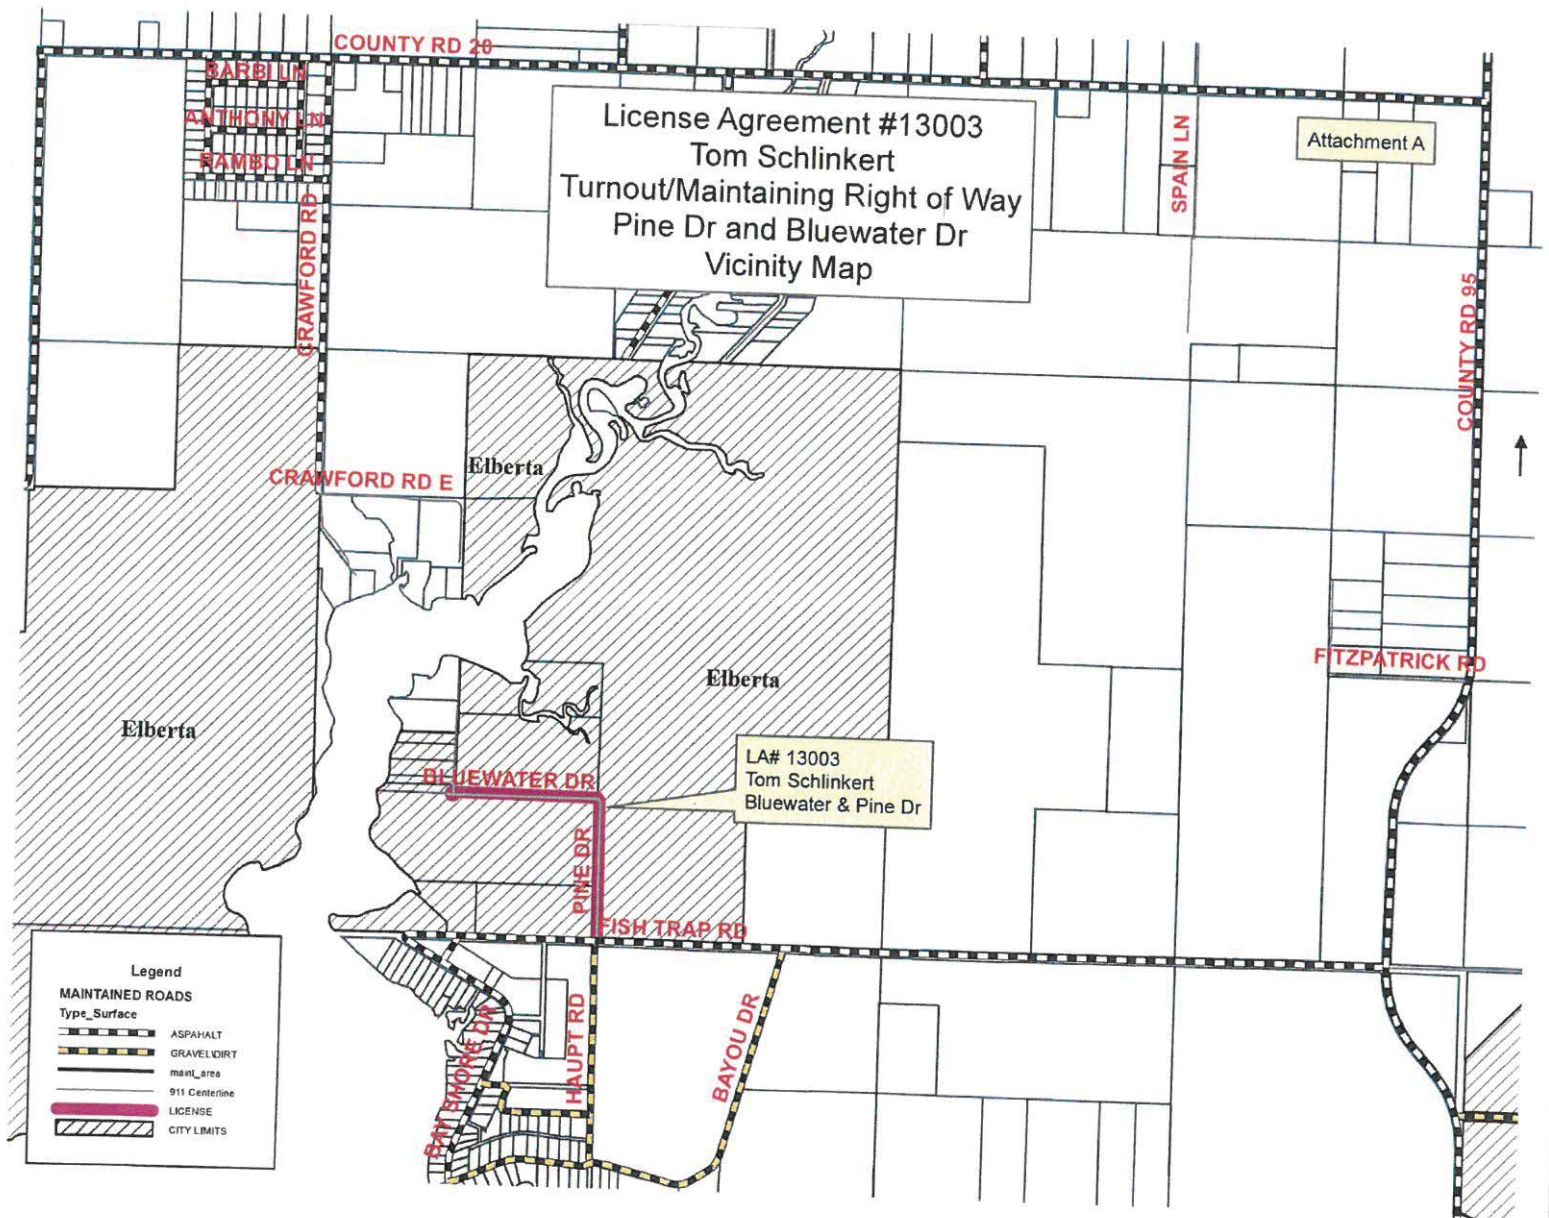 COUNTY RD 20
BARBI LN
ANTHONY LN
RAMBO LN
CRAWFORD RD
License Agreement #13003
Tom Schlinkert
Turnout/Maintaining Right of Way
Pine Dr and Bluewater Dr
Vicinity Map
SPAIN LN
Attachment A
COUNTY RD 95
CRAWFORD RD E
Elberta
Elberta
Elberta
FITZPATRICK RD
LA# 13003
Tom Schlinkert
Bluewater & Pine Dr
BLUEWATER DR
PINE DR
FISH TRAP RD
BAY SHORE DR
HAUPT RD
BAYOU DR
Legend
MAINTAINED ROADS
Type_Surface
ASPAHALT
GRAVEL\DIRT
maint_area
911 Centerline
LICENSE
CITY LIMITS